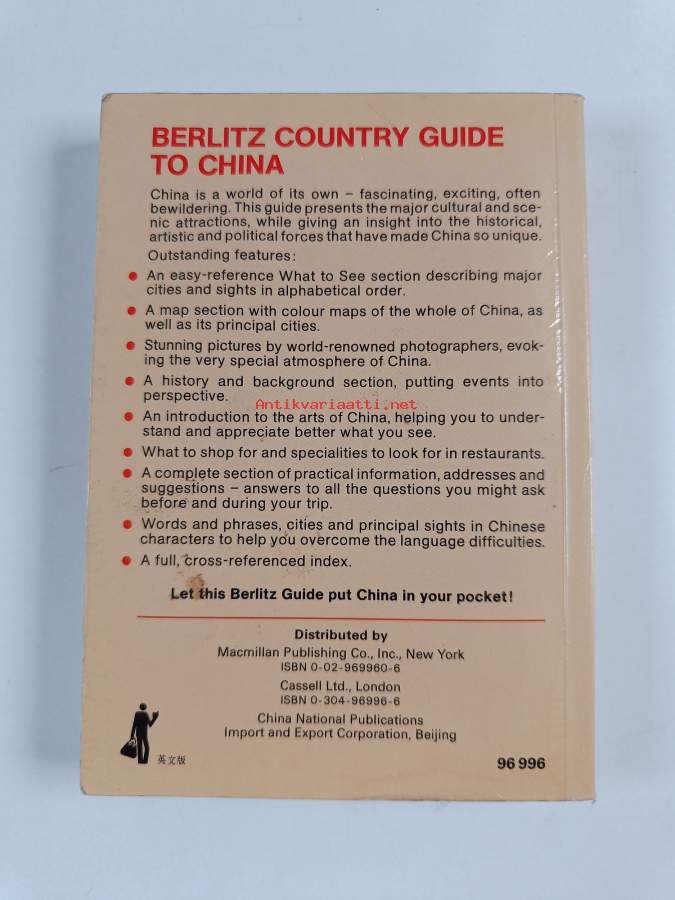 BERLITZ COUNTRY GUIDE
TO CHINA
China is a world of its own – fascinating, exciting, often
bewildering. This guide presents the major cultural and sce-
nic attractions, while giving an insight into the historical,
artistic and political forces that have made China so unique.
Outstanding features:
● An easy-reference What to See section describing major
cities and sights in alphabetical order.
● A map section with colour maps of the whole of China, as
well as its principal cities.
● Stunning pictures by world-renowned photographers, evok-
ing the very special atmosphere of China.
● A history and background section, putting events into
perspective.
Antikvariaatti.net
● An introduction to the arts of China, helping you to under-
stand and appreciate better what you see.
● What to shop for and specialities to look for in restaurants.
● A complete section of practical information, addresses and
suggestions – answers to all the questions you might ask
before and during your trip.
● Words and phrases, cities and principal sights in Chinese
characters to help you overcome the language difficulties.
● A full, cross-referenced index.
Let this Berlitz Guide put China in your pocket!
Distributed by
Macmillan Publishing Co., Inc., New York
ISBN 0-02-969960-6
Cassell Ltd., London
ISBN 0-304-96996-6
China National Publications
Import and Export Corporation, Beijing
英文版
96 996